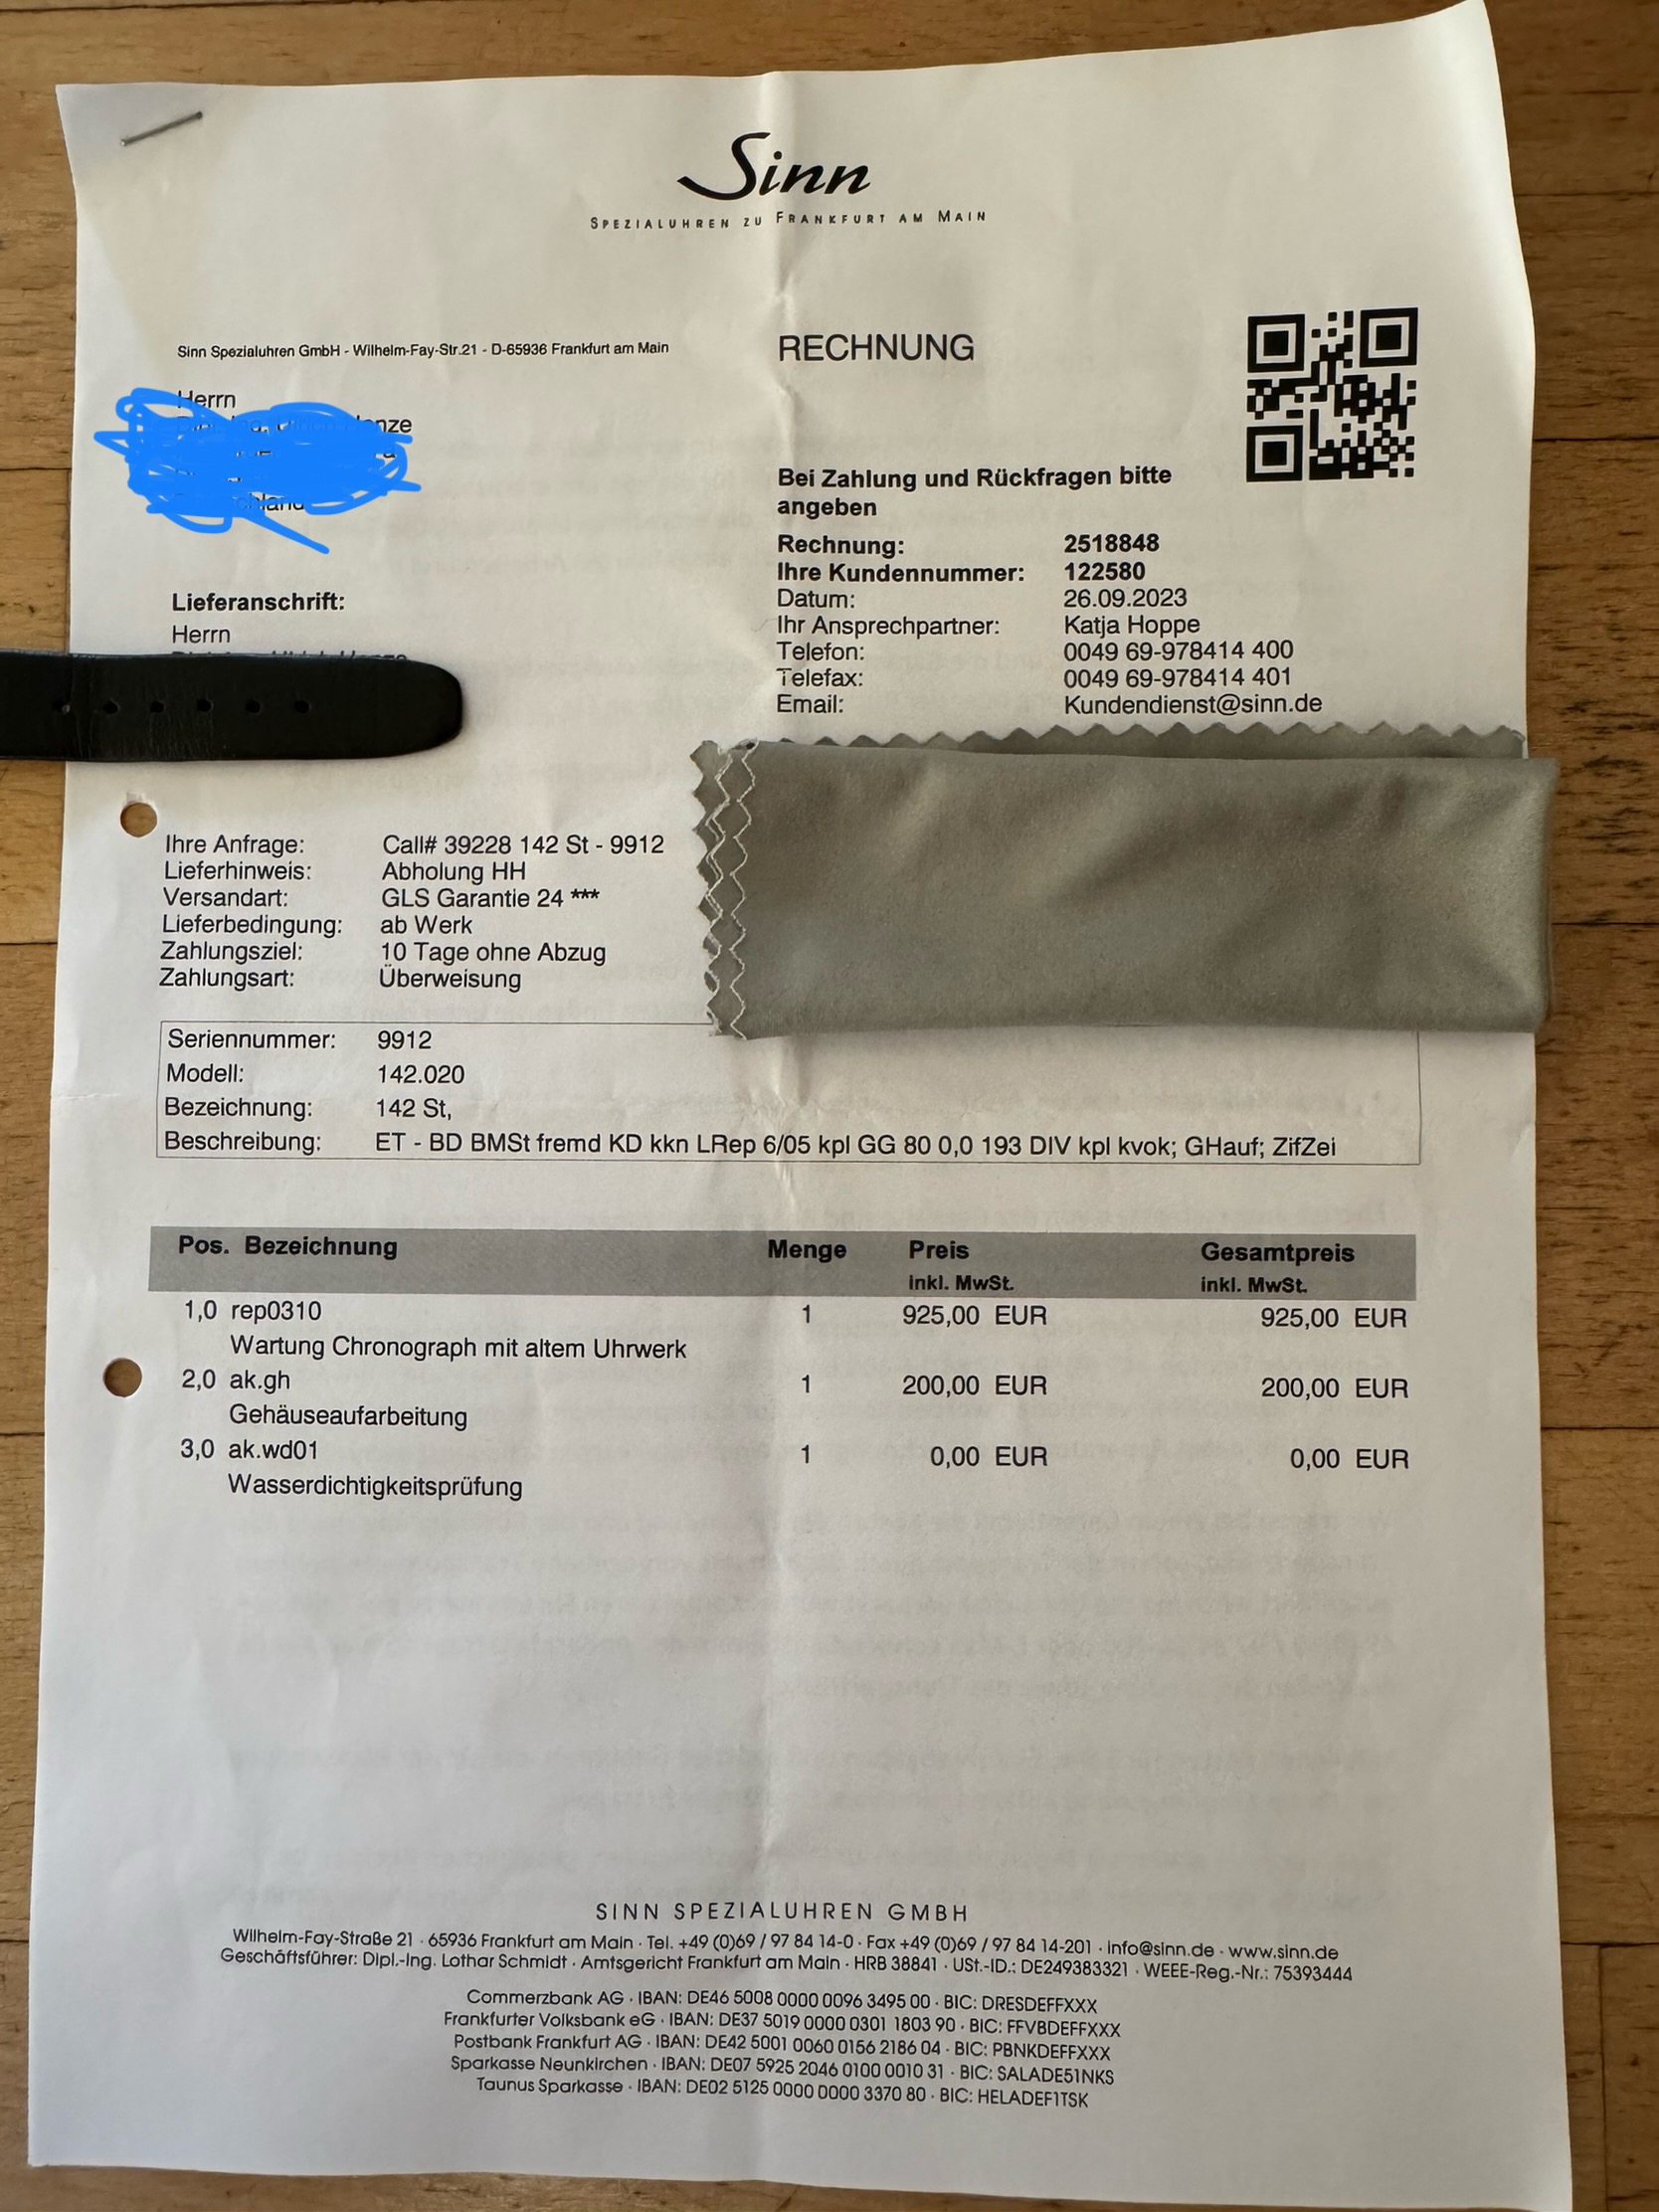 Sinn
SPEZIALUHREN ZU FRANKFURT AM MAIN
Sinn Spezialuhren GmbH - Wilhelm-Fay-Str.21 - D-65936 Frankfurt am Main
RECHNUNG
Herrn
Bei Zahlung und Rückfragen bitte
angeben
Rechnung: 2518848
Ihre Kundennummer: 122580
Datum: 26.09.2023
Ihr Ansprechpartner: Katja Hoppe
Telefon: 0049 69-978414 400
Telefax: 0049 69-978414 401
Email: Kundendienst@sinn.de
Lieferanschrift:
Herrn
Ihre Anfrage: Call# 39228 142 St - 9912
Lieferhinweis: Abholung HH
Versandart: GLS Garantie 24 ***
Lieferbedingung: ab Werk
Zahlungsziel: 10 Tage ohne Abzug
Zahlungsart: Überweisung
Seriennummer: 9912
Modell: 142.020
Bezeichnung: 142 St,
Beschreibung: ET - BD BMSt fremd KD kkn LRep 6/05 kpl GG 80 0,0 193 DIV kpl kvok; GHauf; ZifZei
Pos. Bezeichnung Menge Preis Gesamtpreis
inkl. MwSt. inkl. MwSt.
1,0 rep0310 1 925,00 EUR 925,00 EUR
Wartung Chronograph mit altem Uhrwerk
2,0 ak.gh 1 200,00 EUR 200,00 EUR
Gehäuseaufarbeitung
3,0 ak.wd01 1 0,00 EUR 0,00 EUR
Wasserdichtigkeitsprüfung
SINN SPEZIALUHREN GMBH
Wilhelm-Fay-Straße 21 · 65936 Frankfurt am Main · Tel. +49 (0)69 / 97 84 14-0 · Fax +49 (0)69 / 97 84 14-201 · info@sinn.de · www.sinn.de
Geschäftsführer: Dipl.-Ing. Lothar Schmidt · Amtsgericht Frankfurt am Main · HRB 38841 · USt.-ID.: DE249383321 · WEEE-Reg.-Nr.: 75393444
Commerzbank AG · IBAN: DE46 5008 0000 0096 3495 00 · BIC: DRESDEFFXXX
Frankfurter Volksbank eG · IBAN: DE37 5019 0000 0301 1803 90 · BIC: FFVBDEFFXXX
Postbank Frankfurt AG · IBAN: DE42 5001 0060 0156 2186 04 · BIC: PBNKDEFFXXX
Sparkasse Neunkirchen · IBAN: DE07 5925 2046 0100 0010 31 · BIC: SALADE51NKS
Taunus Sparkasse · IBAN: DE02 5125 0000 0000 3370 80 · BIC: HELADEF1TSK